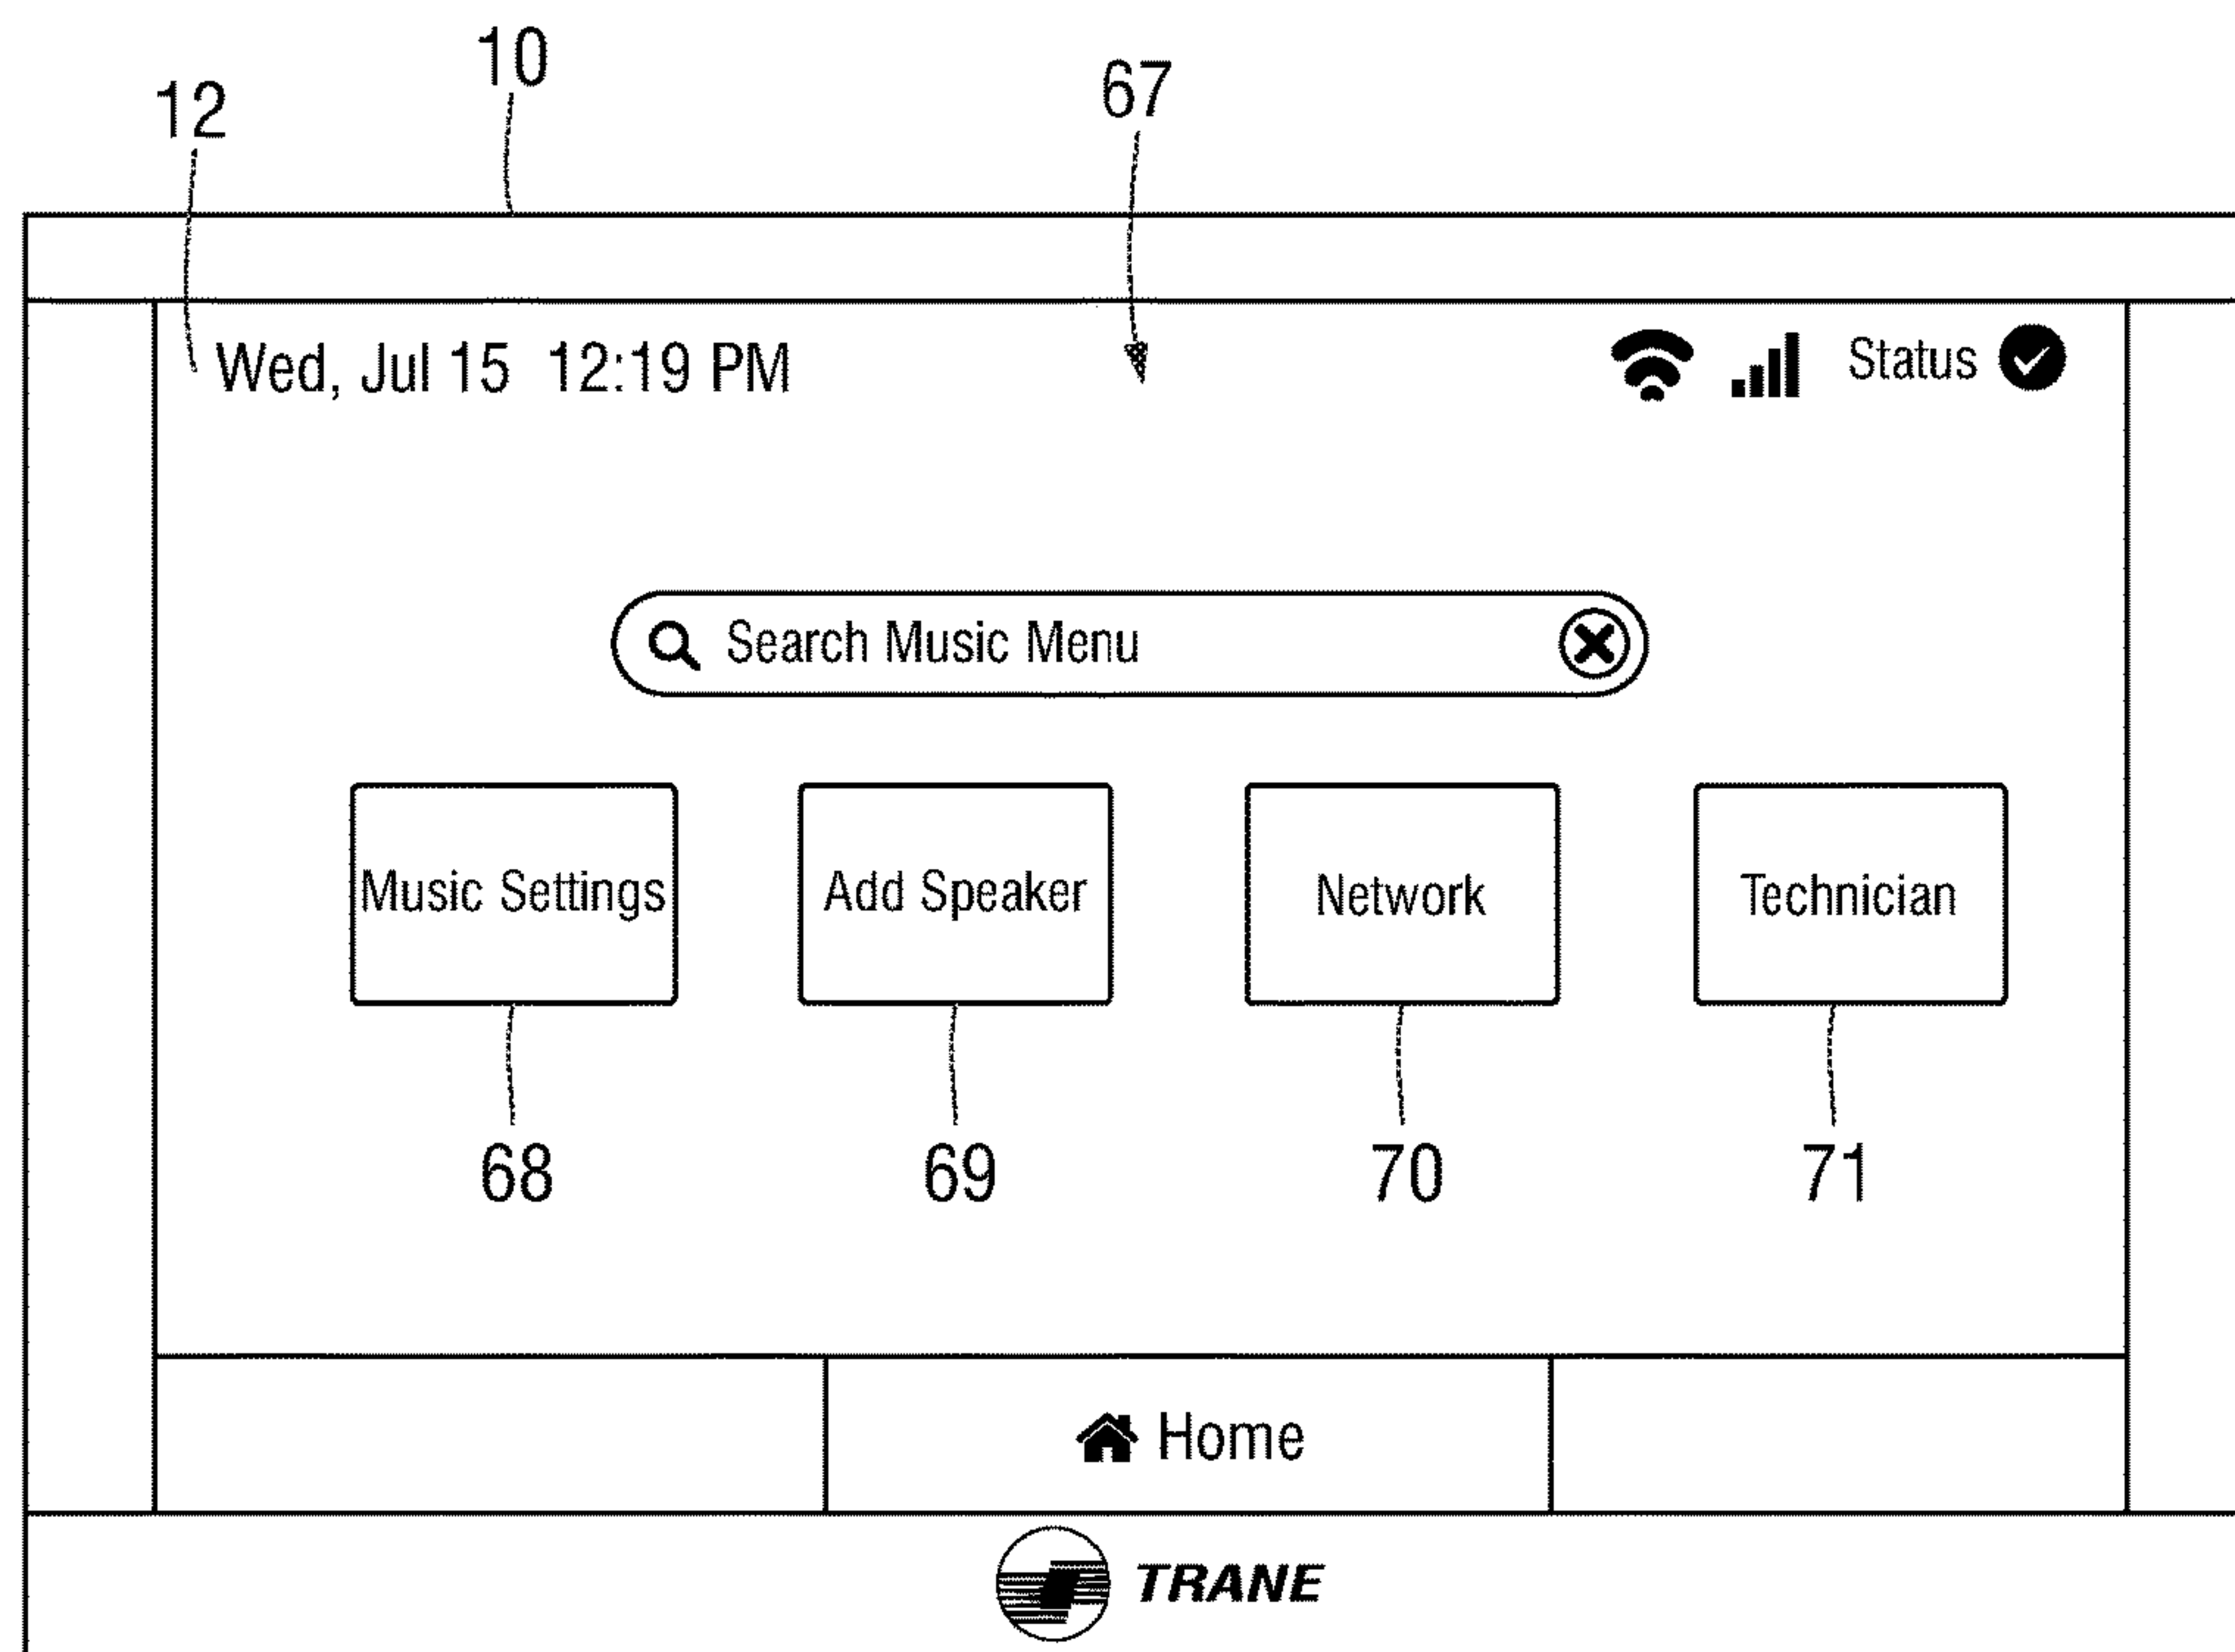 10
67
12
Wed, Jul 15 12:19 PM
Status
Search Music Menu
Music Settings
Add Speaker
Network
Technician
68
69
70
71
Home
TRANE